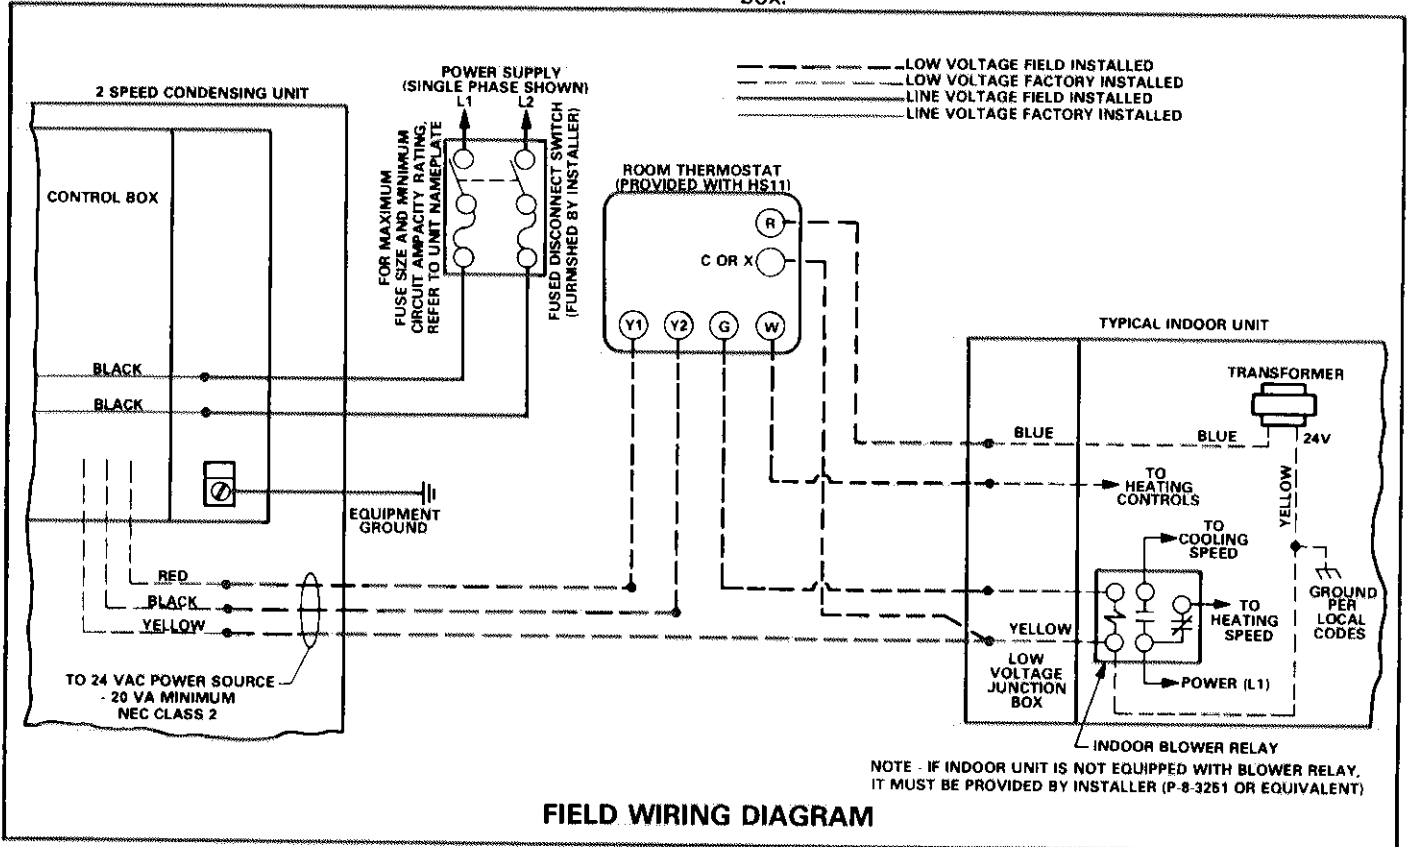 BOX.
LOW VOLTAGE FIELD INSTALLED
LOW VOLTAGE FACTORY INSTALLED
LINE VOLTAGE FIELD INSTALLED
LINE VOLTAGE FACTORY INSTALLED
2 SPEED CONDENSING UNIT
CONTROL BOX
POWER SUPPLY
(SINGLE PHASE SHOWN)
L1
L2
FOR MAXIMUM
FUSE SIZE AND MINIMUM
CIRCUIT AMPACITY RATING,
REFER TO UNIT NAMEPLATE
FUSED DISCONNECT SWITCH
(FURNISHED BY INSTALLER)
ROOM THERMOSTAT
(PROVIDED WITH HS11)
R
C OR X
Y1
Y2
G
W
BLACK
BLACK
EQUIPMENT
GROUND
RED
BLACK
YELLOW
TO 24 VAC POWER SOURCE
- 20 VA MINIMUM
NEC CLASS 2
TYPICAL INDOOR UNIT
TRANSFORMER
BLUE
BLUE
24V
YELLOW
TO
HEATING
CONTROLS
TO
COOLING
SPEED
TO
HEATING
SPEED
GROUND
PER
LOCAL
CODES
YELLOW
LOW
VOLTAGE
JUNCTION
BOX
POWER (L1)
INDOOR BLOWER RELAY
NOTE - IF INDOOR UNIT IS NOT EQUIPPED WITH BLOWER RELAY,
IT MUST BE PROVIDED BY INSTALLER (P-8-3251 OR EQUIVALENT)
FIELD WIRING DIAGRAM